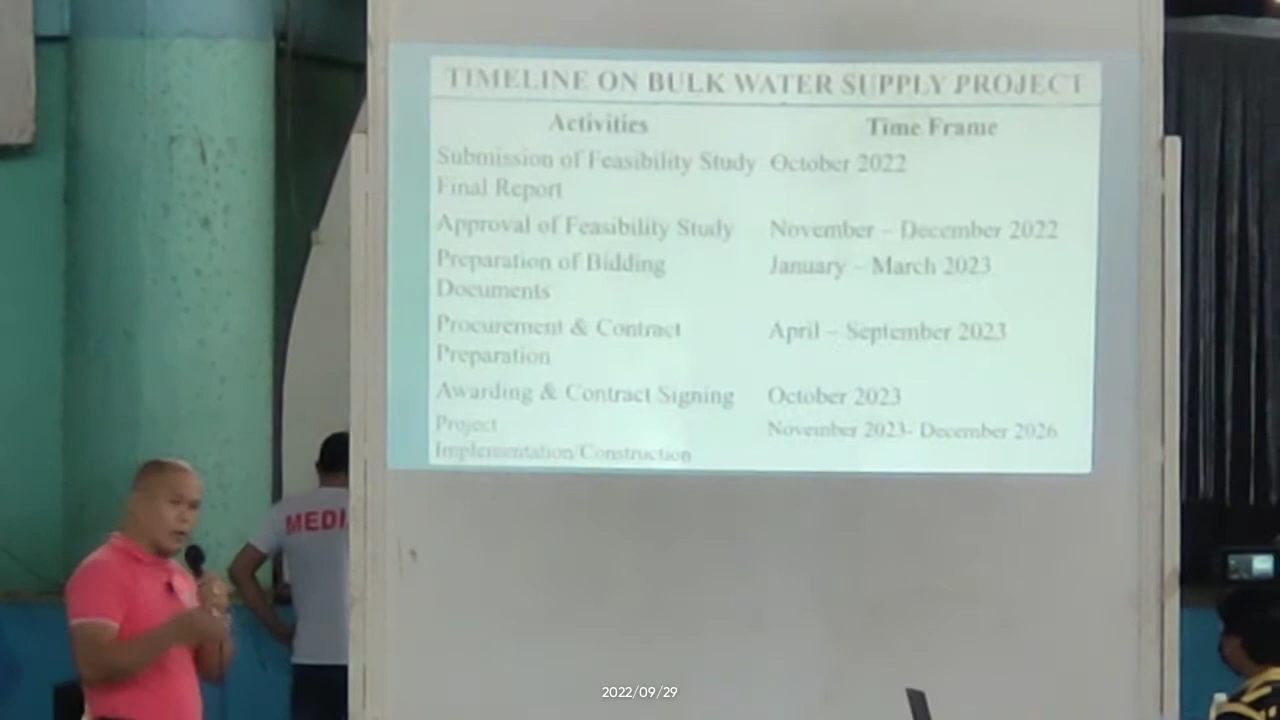 TIMELINE ON BULK WATER SUPPLY PROJECT
Activities Time Frame
Submission of Feasibility Study October 2022
Final Report
Approval of Feasibility Study November – December 2022
Preparation of Bidding January – March 2023
Documents
Procurement & Contract April – September 2023
Preparation
Awarding & Contract Signing October 2023
Project November 2023- December 2026
Implementation/Construction
MEDI
2022/09/29